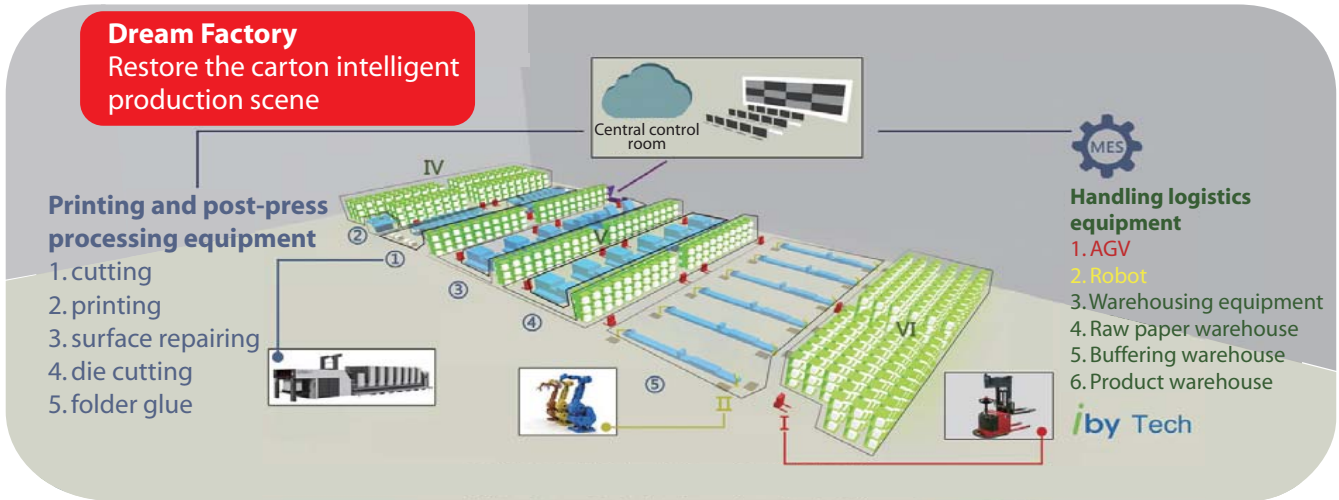 Dream Factory
Restore the carton intelligent
production scene
Central control
room
MES
Printing and post-press
processing equipment
1. cutting
2. printing
3. surface repairing
4. die cutting
5. folder glue
Handling logistics
equipment
1. AGV
2. Robot
3. Warehousing equipment
4. Raw paper warehouse
5. Buffering warehouse
6. Product warehouse
iby Tech
IV
②
①
V
③
④
VI
⑤
II
I